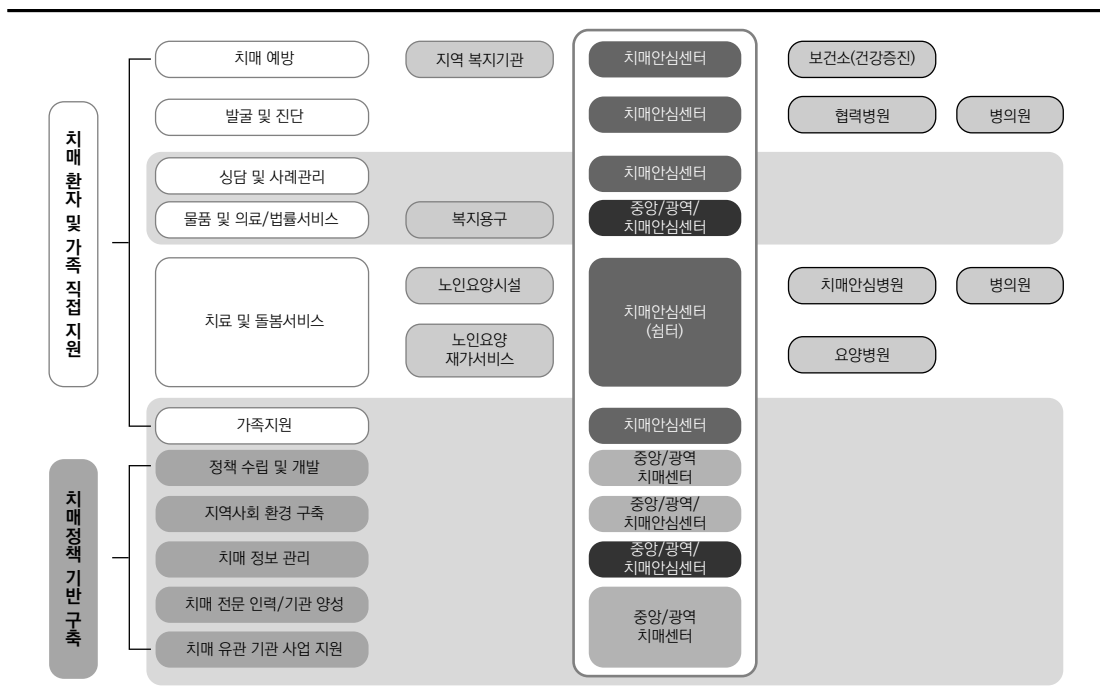 치매 환자 및 가족 직접 지원
치매 예방
지역 복지기관
치매안심센터
보건소(건강증진)
발굴 및 진단
치매안심센터
협력병원
병의원
싱담 및 사례관리
치매안심센터
물품 및 의료/법률서비스
복지용구
중앙/광역/
치매안심센터
치료 및 돌봄서비스
노인요양시설
노인요양
재가서비스
치매안심센터
(쉼터)
치매안심병원
병의원
요양병원
가족지원
치매안심센터
치매정책 기반 구축
정책 수립 및 개발
중앙/광역
치매센터
지역사회 환경 구축
중앙/광역/
치매안심센터
치매 정보 관리
중앙/광역/
치매안심센터
치매 전문 인력/기관 양성
치매 유관 기관 사업 지원
중앙/광역
치매센터